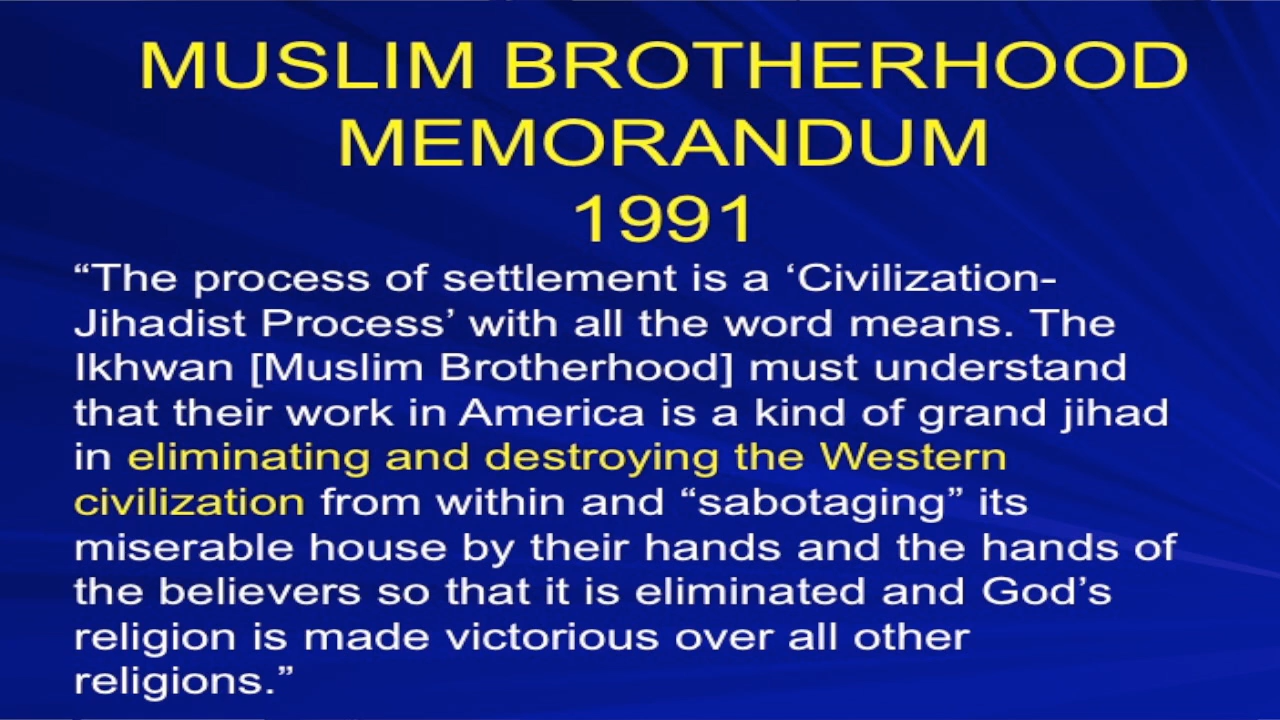 MUSLIM BROTHERHOOD
MEMORANDUM
1991
“The process of settlement is a ‘Civilization-
Jihadist Process’ with all the word means. The
Ikhwan [Muslim Brotherhood] must understand
that their work in America is a kind of grand jihad
in eliminating and destroying the Western
civilization from within and “sabotaging” its
miserable house by their hands and the hands of
the believers so that it is eliminated and God’s
religion is made victorious over all other
religions.”